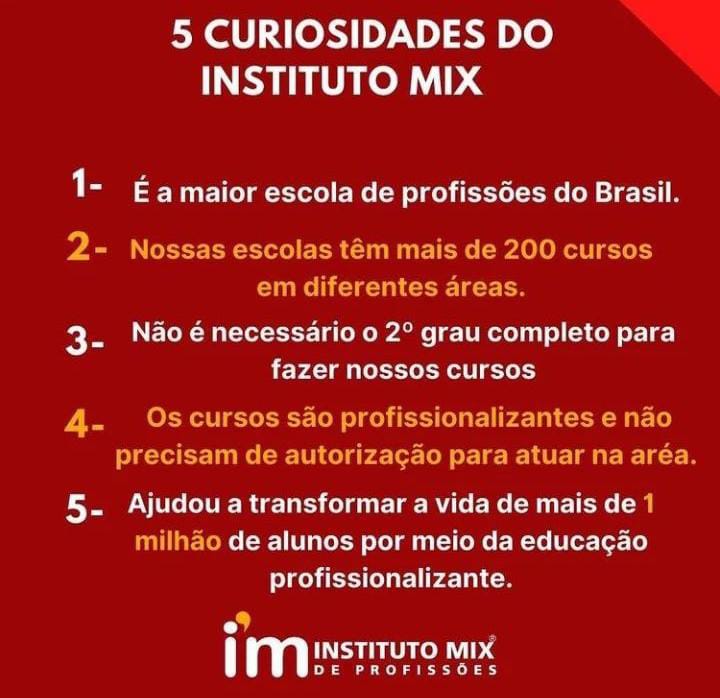 5 CURIOSIDADES DO
INSTITUTO MIX
1- É a maior escola de profissões do Brasil.
2- Nossas escolas têm mais de 200 cursos
em diferentes áreas.
3- Não é necessário o 2º grau completo para
fazer nossos cursos
4- Os cursos são profissionalizantes e não
precisam de autorização para atuar na aréa.
5- Ajudou a transformar a vida de mais de 1
milhão de alunos por meio da educação
profissionalizante.
i'm INSTITUTO MIX®
DE PROFISSÕES